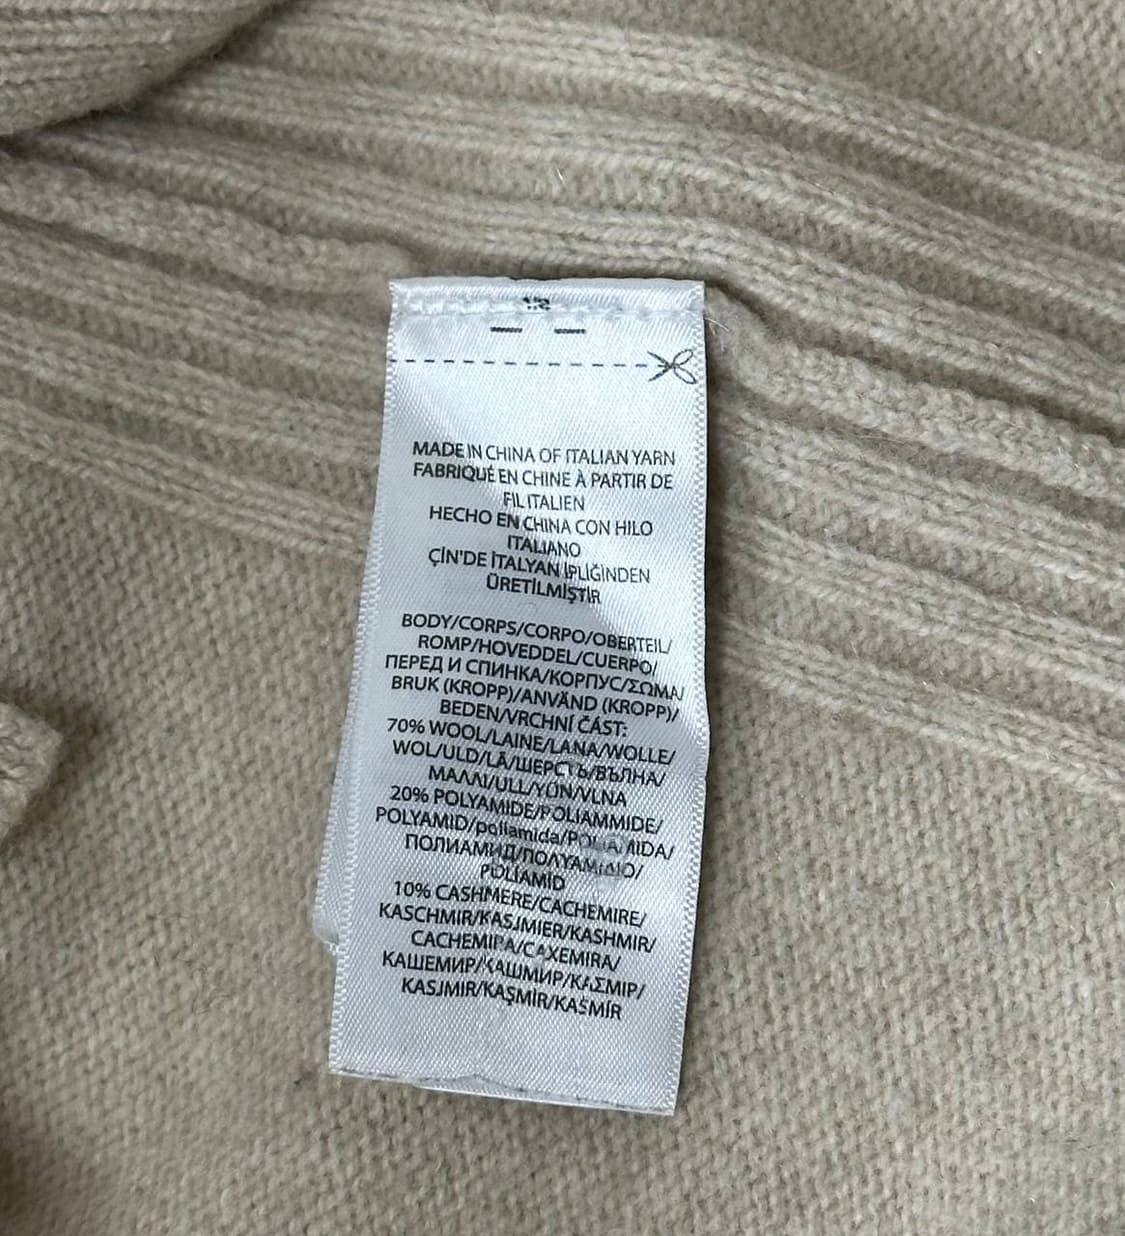 MADE IN CHINA OF ITALIAN YARN
FABRIQUÉ EN CHINE À PARTIR DE
FIL ITALIEN
HECHO EN CHINA CON HILO
ITALIANO
ÇİN'DE İTALYAN İPLİĞİNDEN
ÜRETİLMİŞTİR
BODY/CORPS/CORPO/OBERTEIL/
ROMP/HOVEDDEL/CUERPO/
ПЕРЕД И СПИНКА/КОРПУС/ΣΩΜΑ/
BRUK (KROPP)/ANVÄND (KROPP)/
BEDEN/VRCHNÍ ČÁST:
70% WOOL/LAINE/LANA/WOLLE/
WOL/ULD/LÃ/ШЕРСТЬ/ВЪЛНА/
ΜΑΛΛΙ/ULL/YÜN/VLNA
20% POLYAMIDE/POLIAMMIDE/
POLYAMID/poliamida/POLIAMIDA/
ПОЛИАМИД/ΠΟΛΥΑΜΙΔΙΟ/
POLİAMİD
10% CASHMERE/CACHEMIRE/
KASCHMIR/KASJMIER/KASHMIR/
CACHEMIRA/CAXEMIRA/
КАШЕМИР/КАШМИР/ΚΑΣΜΙΡ/
KASJMIR/KAŞMİR/KAŠMÍR